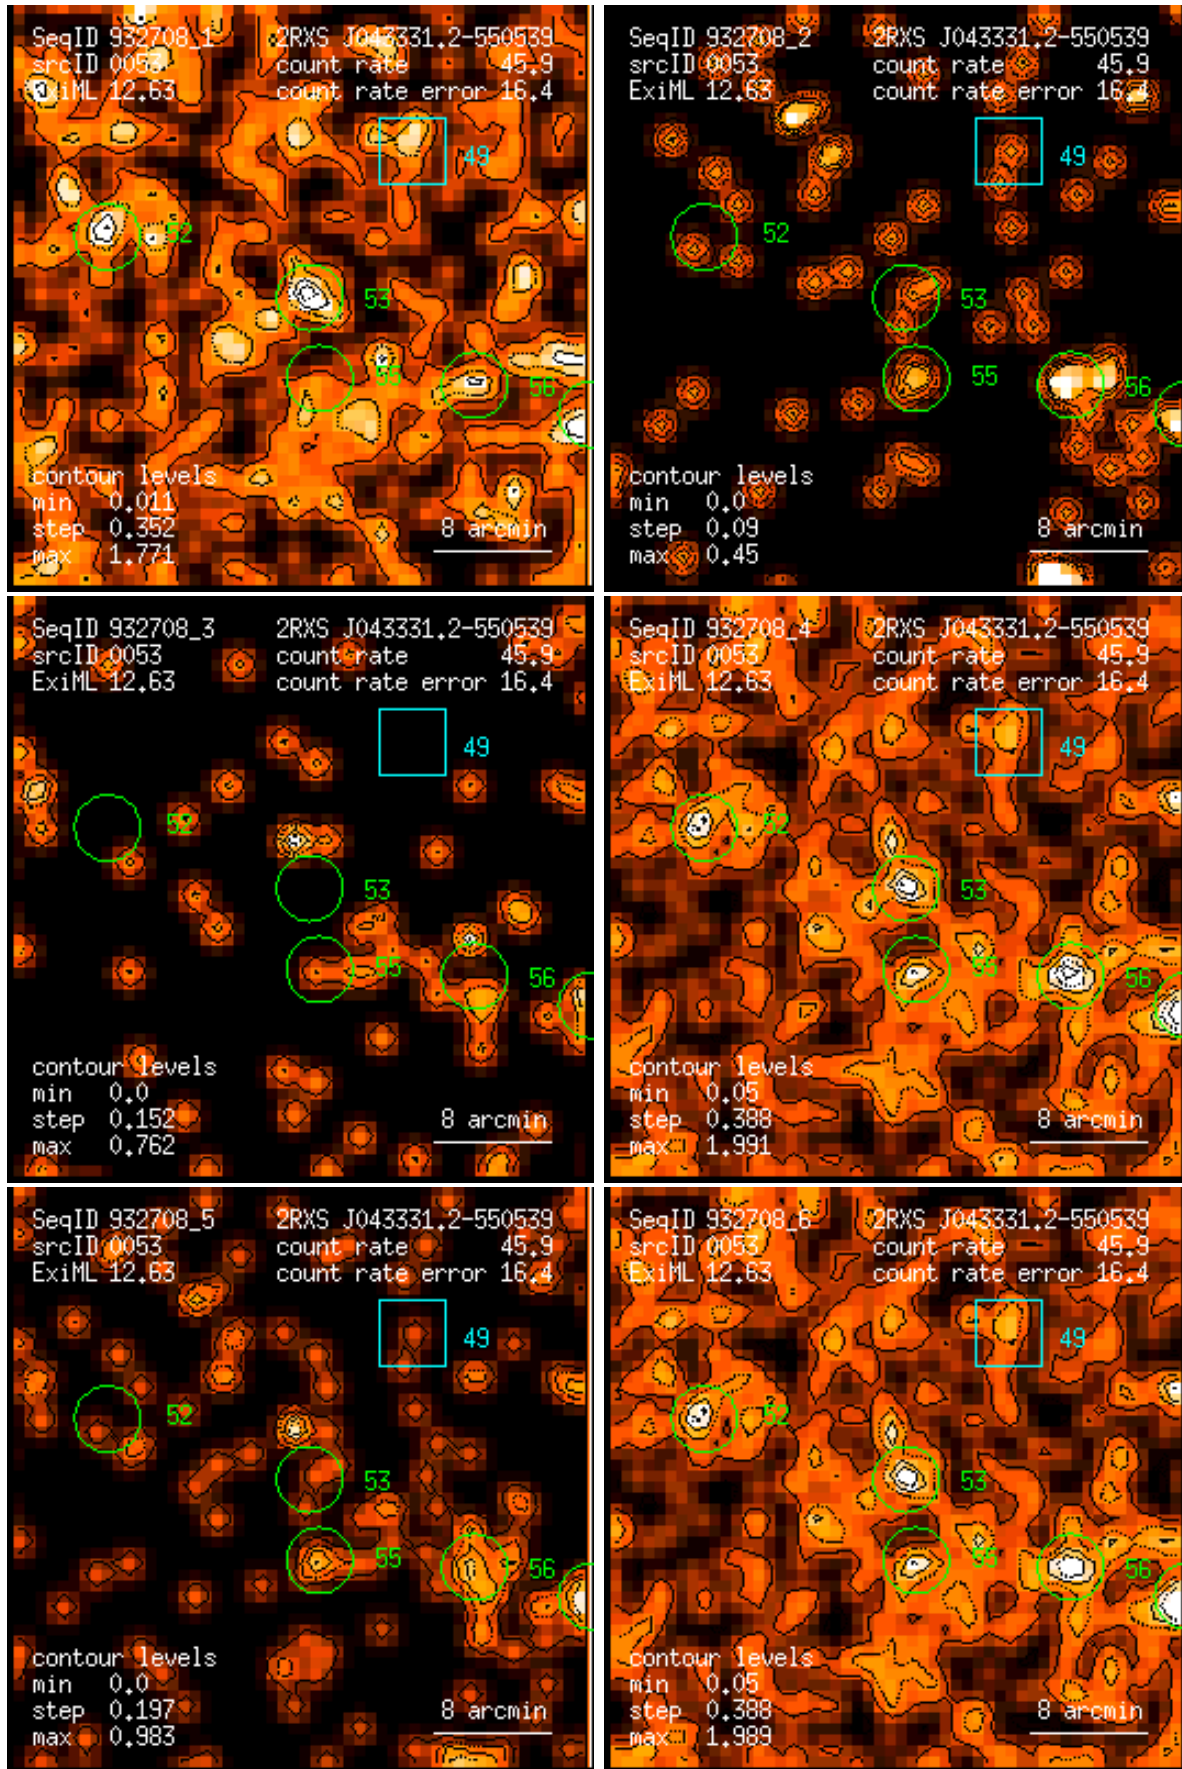 SeqID 932708_1 2RXS J043331.2-550539
srcID 0053 count rate 45.9
ExiML 12.63 count rate error 16.4
49
52
53
55
56
contour levels
min 0.011
step 0.352
max 1.771
8 arcmin
SeqID 932708_2 2RXS J043331.2-550539
srcID 0053 count rate 45.9
ExiML 12.63 count rate error 16.4
49
52
53
55
56
contour levels
min 0.0
step 0.09
max 0.45
8 arcmin
SeqID 932708_3 2RXS J043331.2-550539
srcID 0053 count rate 45.9
ExiML 12.63 count rate error 16.4
49
52
53
55
56
contour levels
min 0.0
step 0.152
max 0.762
8 arcmin
SeqID 932708_4 2RXS J043331.2-550539
srcID 0053 count rate 45.9
ExiML 12.63 count rate error 16.4
49
52
53
55
56
contour levels
min 0.05
step 0.388
max 1.991
8 arcmin
SeqID 932708_5 2RXS J043331.2-550539
srcID 0053 count rate 45.9
ExiML 12.63 count rate error 16.4
49
52
53
55
56
contour levels
min 0.0
step 0.197
max 0.983
8 arcmin
SeqID 932708_6 2RXS J043331.2-550539
srcID 0053 count rate 45.9
ExiML 12.63 count rate error 16.4
49
52
53
55
56
contour levels
min 0.05
step 0.388
max 1.989
8 arcmin